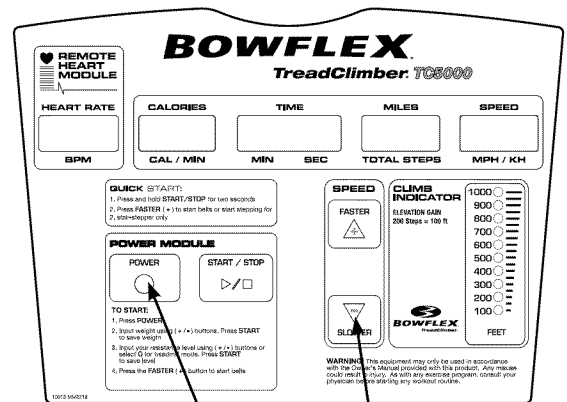 BOWFLEX
TreadClimber. TC5000
REMOTE
HEART
MODULE
HEART RATE
BPM
CALORIES TIME MILES SPEED
CAL / MIN MIN SEC TOTAL STEPS MPH / KH
QUICK START:
1. Press and hold START/STOP for two seconds
2. Press FASTER ( + ) to start belts or start stepping for
2. stair-stepper only
POWER MODULE
POWER
START / STOP
TO START:
1. Press POWER
2. Input weight using ( + / - ) buttons. Press START
to save weight
3. Input your resistance level using ( + / - ) buttons or
select 0 for treadmill mode. Press START
to save level
4. Press the FASTER ( + ) button to start belts
SPEED
FASTER
SLOWER
CLIMB
INDICATOR
ELEVATION GAIN
200 Steps = 100 ft
BOWFLEX
TreadClimber.
1000
900
800
700
600
500
400
300
200
100
FEET
WARNING! This equipment may only be used in accordance
with the Owner's Manual provided with this product. Any misuse
could result in injury. As with any exercise program, consult your
physician before starting any workout routine.